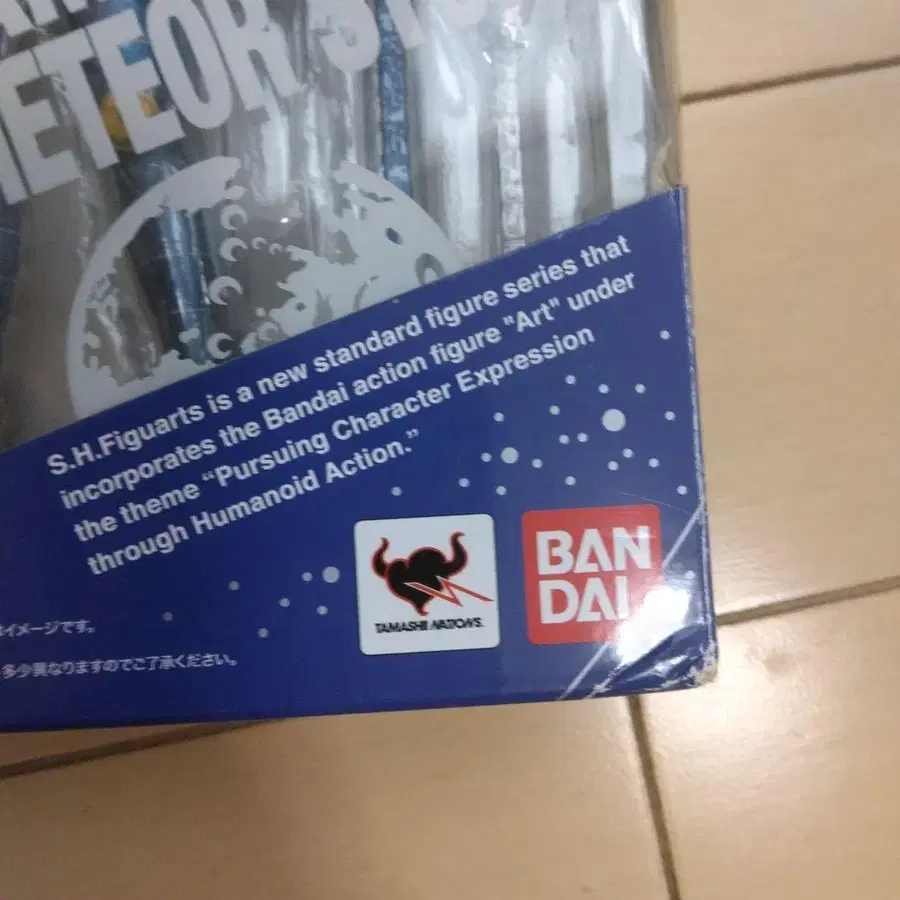 METEOR
S.H.Figuarts is a new standard figure series that
incorporates the Bandai action figure "Art" under
the theme “Pursuing Character Expression
through Humanoid Action.”
BAN
DAI
TAMASHII NATIONS
イメージです。
多少異なりますのでご了承ください。